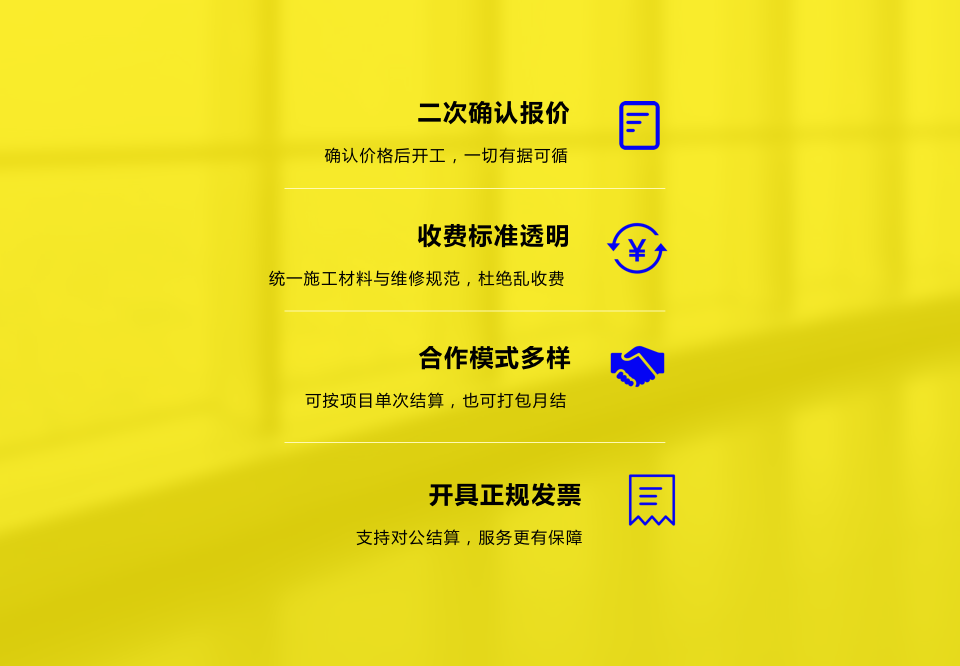 二次确认报价
确认价格后开工，一切有据可循
收费标准透明
统一施工材料与维修规范，杜绝乱收费
合作模式多样
可按项目单次结算，也可打包月结
开具正规发票
支持对公结算，服务更有保障